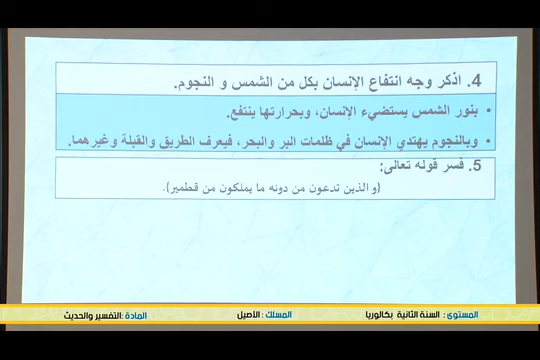 4. اذكر وجه انتفاع الإنسان بكل من الشمس و النجوم.
• بنور الشمس يستضيء الإنسان، وبحرارتها ينتفع.
• وبالنجوم يهتدي الإنسان في ظلمات البر والبحر، فيعرف الطريق والقبلة وغيرهما.
5. فسر قوله تعالى:
{و الذين تدعون من دونه ما يملكون من قطمير}.
المستوى : السنة الثانية بكالوريا المسلك : الأصيل المادة :التفسير والحديث